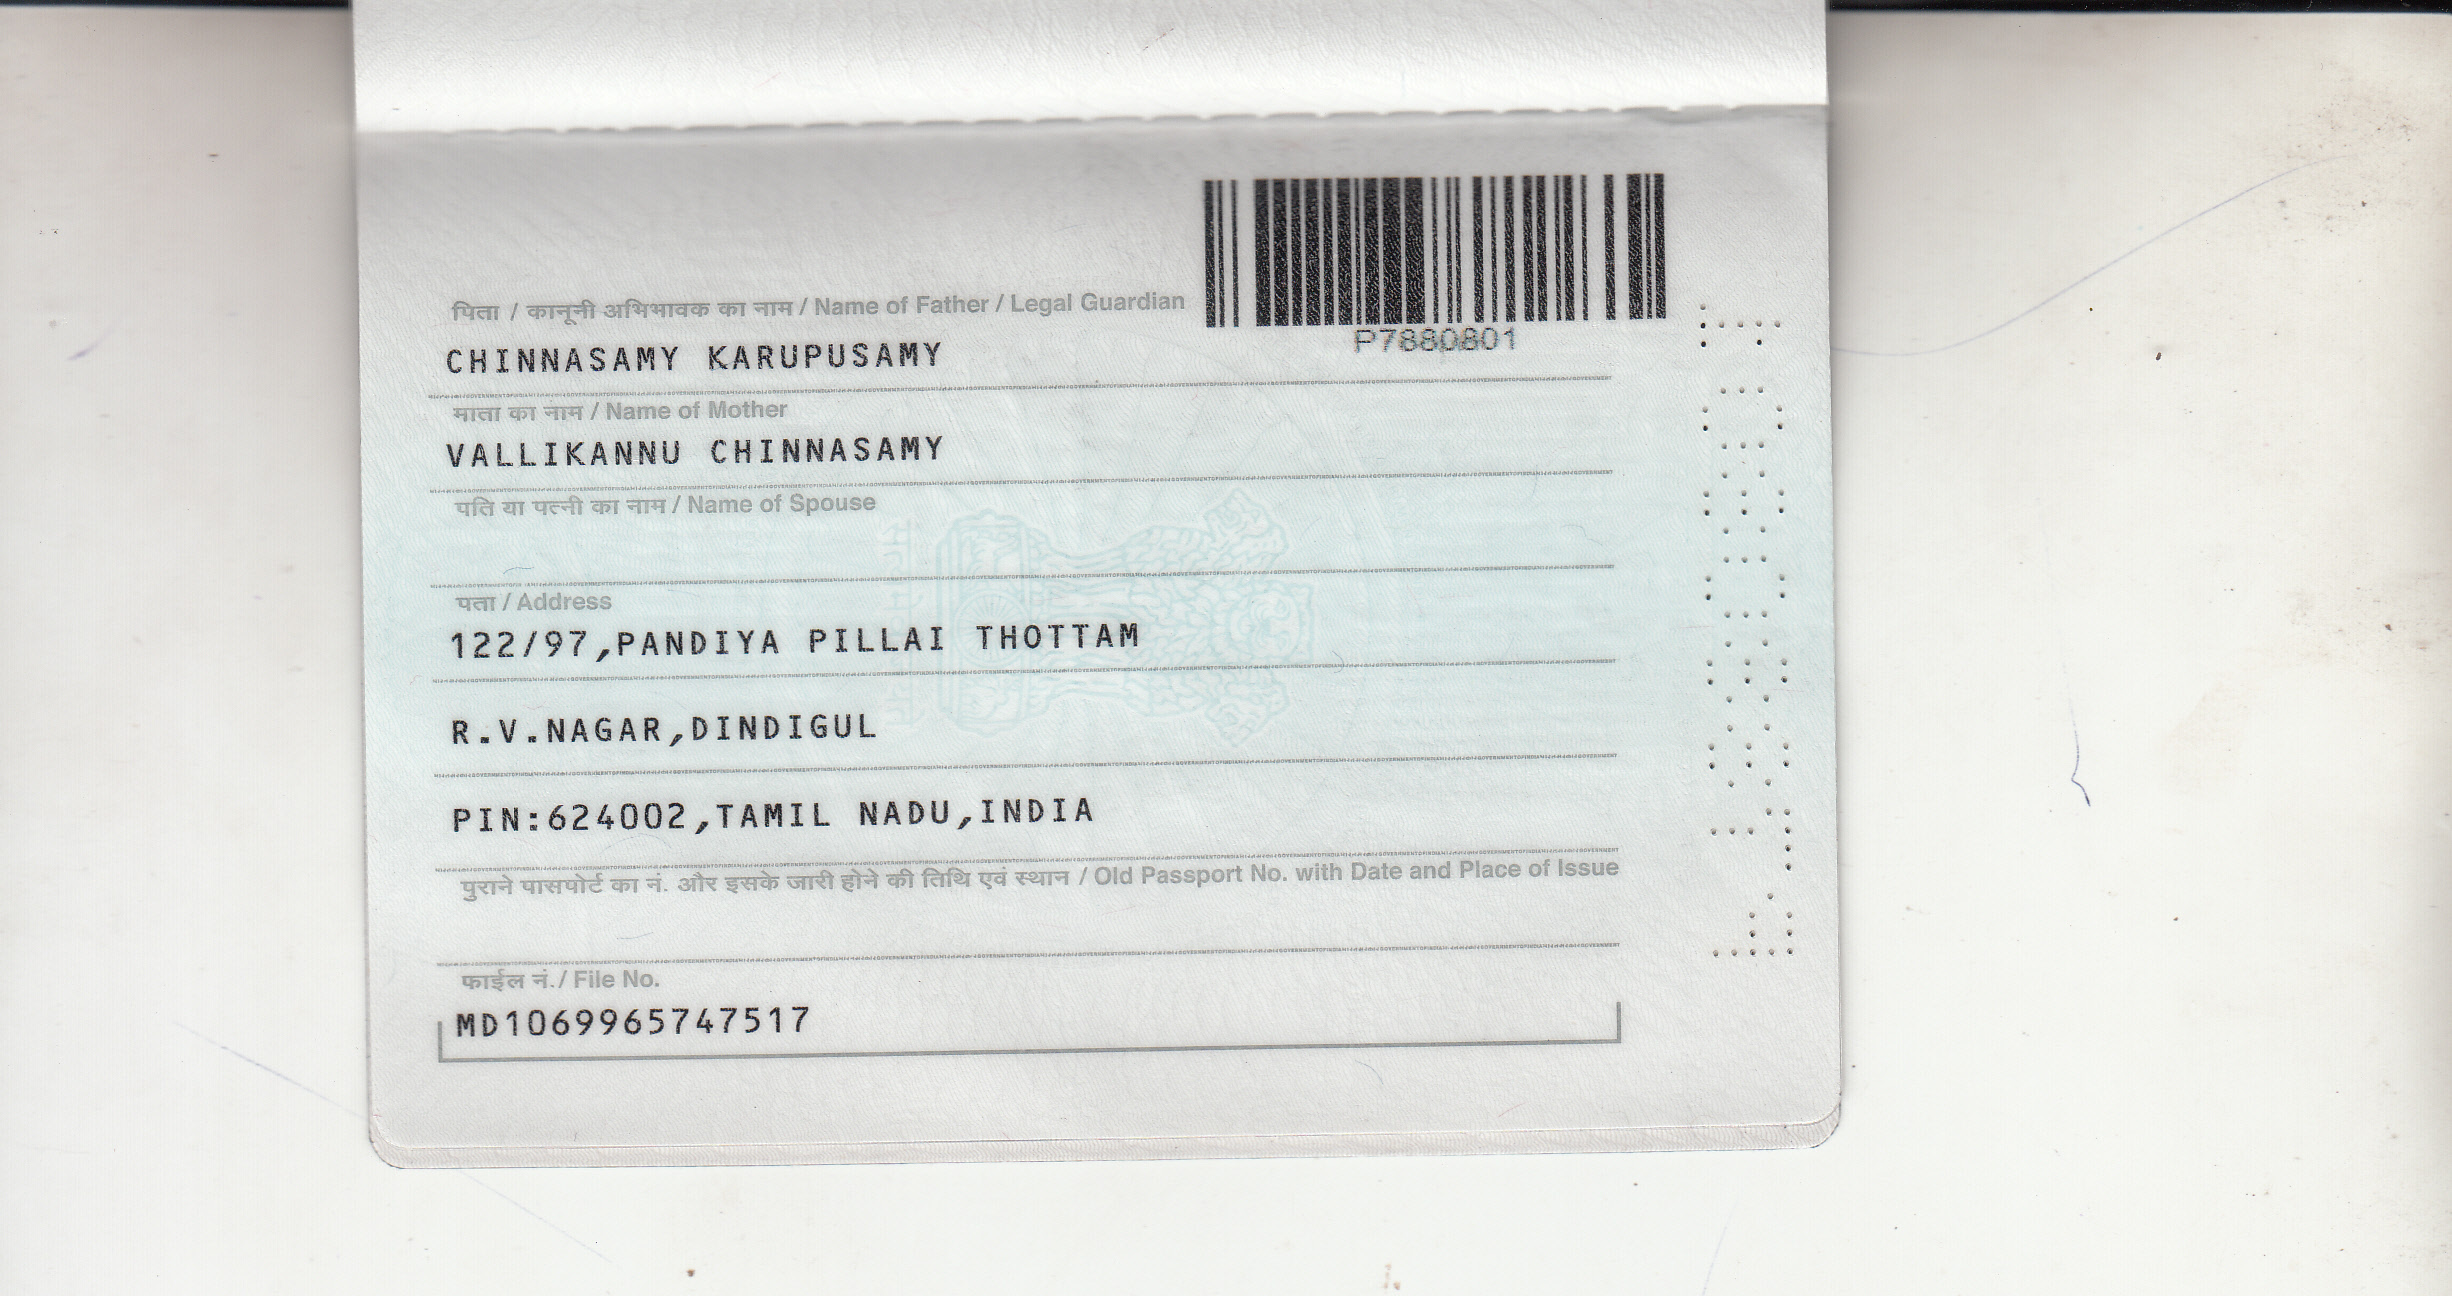 पिता / कानूनी अभिभावक का नाम / Name of Father / Legal Guardian
P7880801
CHINNASAMY KARUPUSAMY
माता का नाम / Name of Mother
VALLIKANNU CHINNASAMY
पति या पत्नी का नाम / Name of Spouse
पता / Address
122/97,PANDIYA PILLAI THOTTAM
R.V.NAGAR,DINDIGUL
PIN:624002,TAMIL NADU,INDIA
पुराने पासपोर्ट का नं. और इसके जारी होने की तिथि एवं स्थान / Old Passport No. with Date and Place of Issue
फाईल नं./ File No.
MD1069965747517